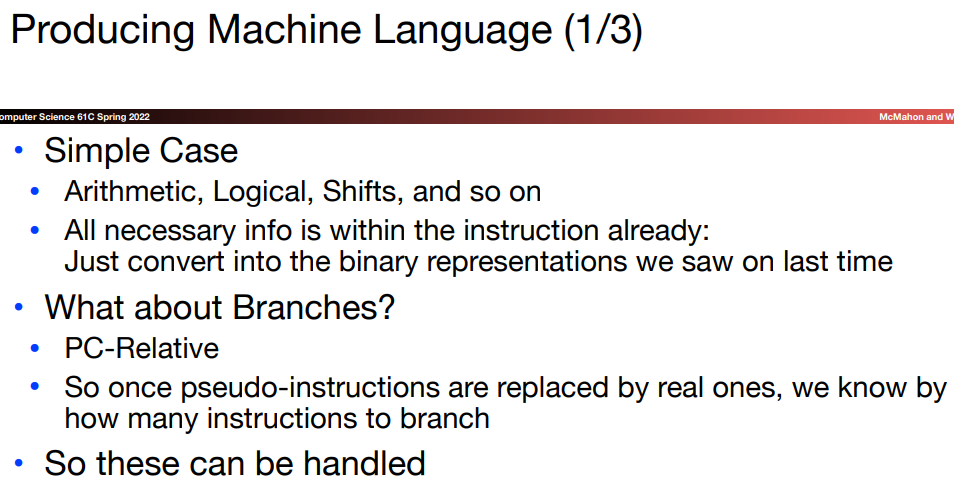 Producing Machine Language (1/3)
omputer Science 61C Spring 2022
McMahon and W
• Simple Case
• Arithmetic, Logical, Shifts, and so on
• All necessary info is within the instruction already:
Just convert into the binary representations we saw on last time
• What about Branches?
• PC-Relative
• So once pseudo-instructions are replaced by real ones, we know by
how many instructions to branch
• So these can be handled